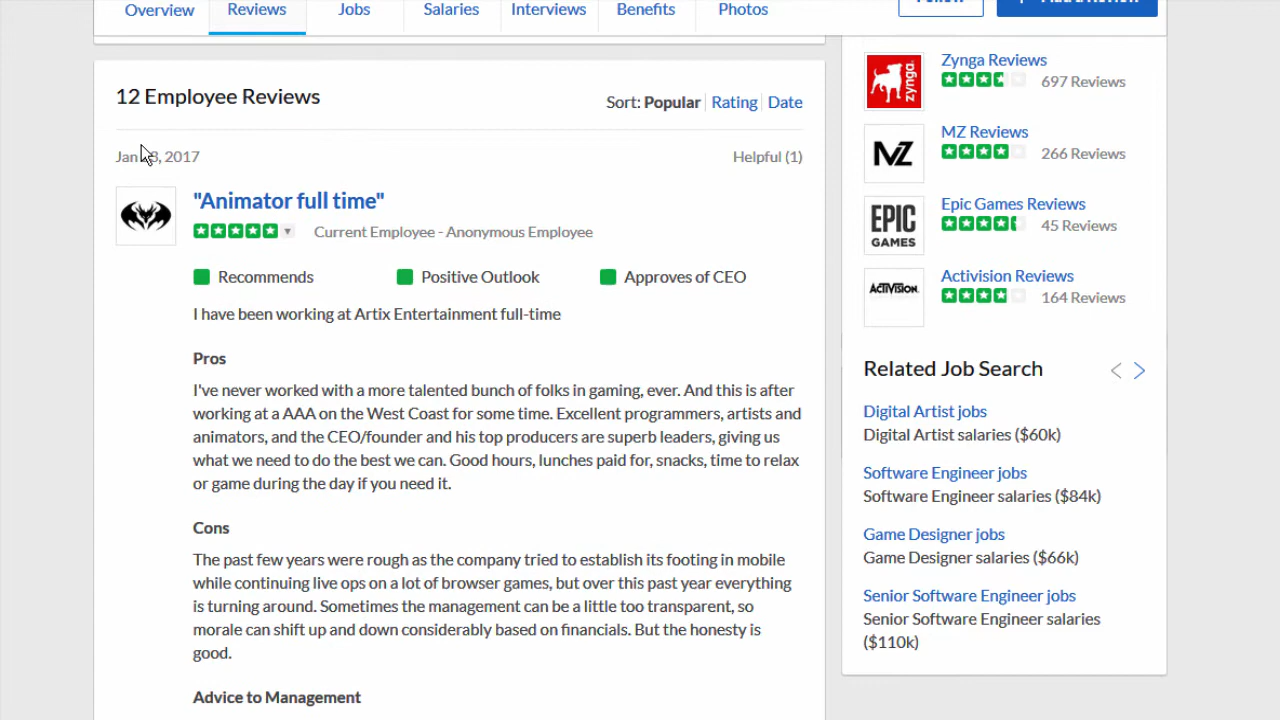 Overview Reviews Jobs Salaries Interviews Benefits Photos
12 Employee Reviews
Sort: Popular Rating Date
Jan 2017
Helpful (1)
"Animator full time"
Current Employee - Anonymous Employee
Recommends Positive Outlook Approves of CEO
I have been working at Artix Entertainment full-time
Pros
I've never worked with a more talented bunch of folks in gaming, ever. And this is after
working at a AAA on the West Coast for some time. Excellent programmers, artists and
animators, and the CEO/founder and his top producers are superb leaders, giving us
what we need to do the best we can. Good hours, lunches paid for, snacks, time to relax
or game during the day if you need it.
Cons
The past few years were rough as the company tried to establish its footing in mobile
while continuing live ops on a lot of browser games, but over this past year everything
is turning around. Sometimes the management can be a little too transparent, so
morale can shift up and down considerably based on financials. But the honesty is
good.
Advice to Management
zynga
Zynga Reviews
697 Reviews
MZ
MZ Reviews
266 Reviews
EPIC
GAMES
Epic Games Reviews
45 Reviews
ACTIVISION
Activision Reviews
164 Reviews
Related Job Search
Digital Artist jobs
Digital Artist salaries ($60k)
Software Engineer jobs
Software Engineer salaries ($84k)
Game Designer jobs
Game Designer salaries ($66k)
Senior Software Engineer jobs
Senior Software Engineer salaries
($110k)